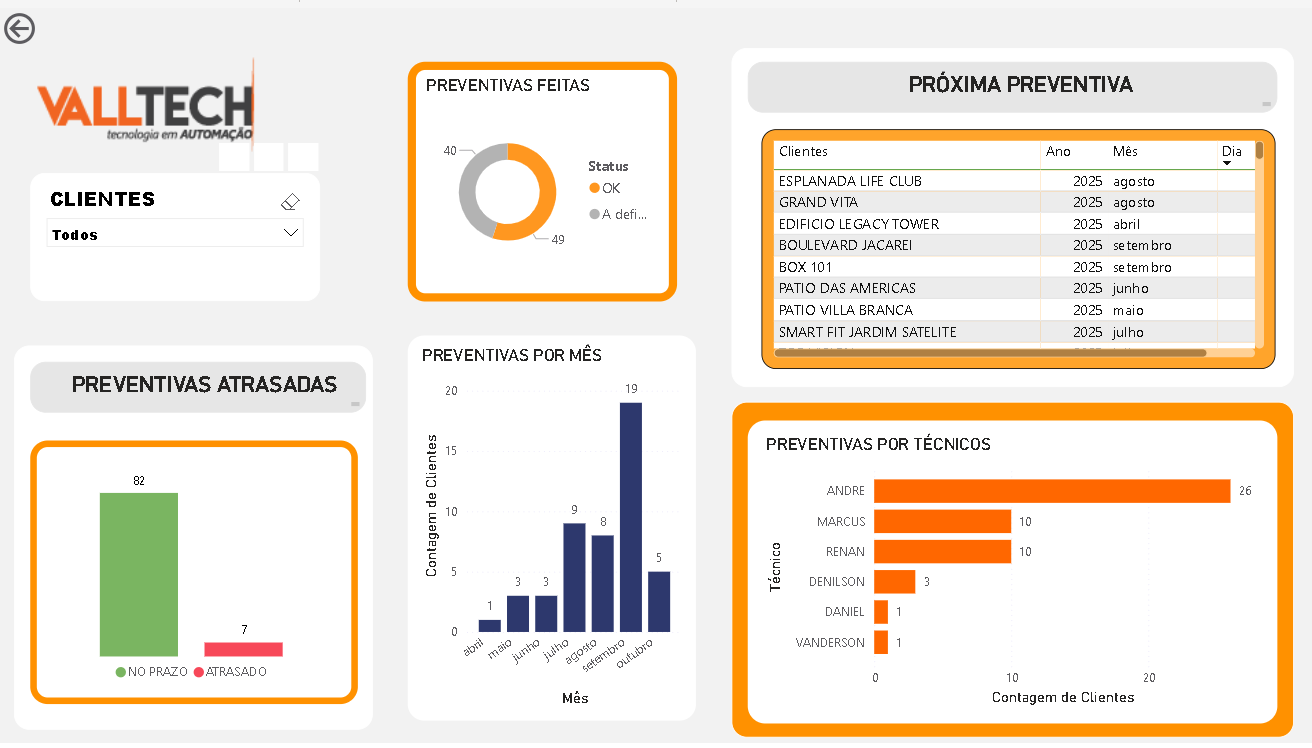 VALLTECH
tecnologia em AUTOMAÇÃO
CLIENTES
Todos
PREVENTIVAS FEITAS
40
49
Status
OK
A defi...
PRÓXIMA PREVENTIVA
Clientes Ano Mês Dia
ESPLANADA LIFE CLUB 2025 agosto
GRAND VITA 2025 agosto
EDIFICIO LEGACY TOWER 2025 abril
BOULEVARD JACAREI 2025 setembro
BOX 101 2025 setembro
PATIO DAS AMERICAS 2025 junho
PATIO VILLA BRANCA 2025 maio
SMART FIT JARDIM SATELITE 2025 julho
PREVENTIVAS ATRASADAS
82
7
NO PRAZO ATRASADO
PREVENTIVAS POR MÊS
Contagem de Clientes
20
15
10
5
0
1
3
3
9
8
19
5
abril
maio
junho
julho
agosto
setembro
outubro
Mês
PREVENTIVAS POR TÉCNICOS
Técnico
ANDRE 26
MARCUS 10
RENAN 10
DENILSON 3
DANIEL 1
VANDERSON 1
0 10 20
Contagem de Clientes